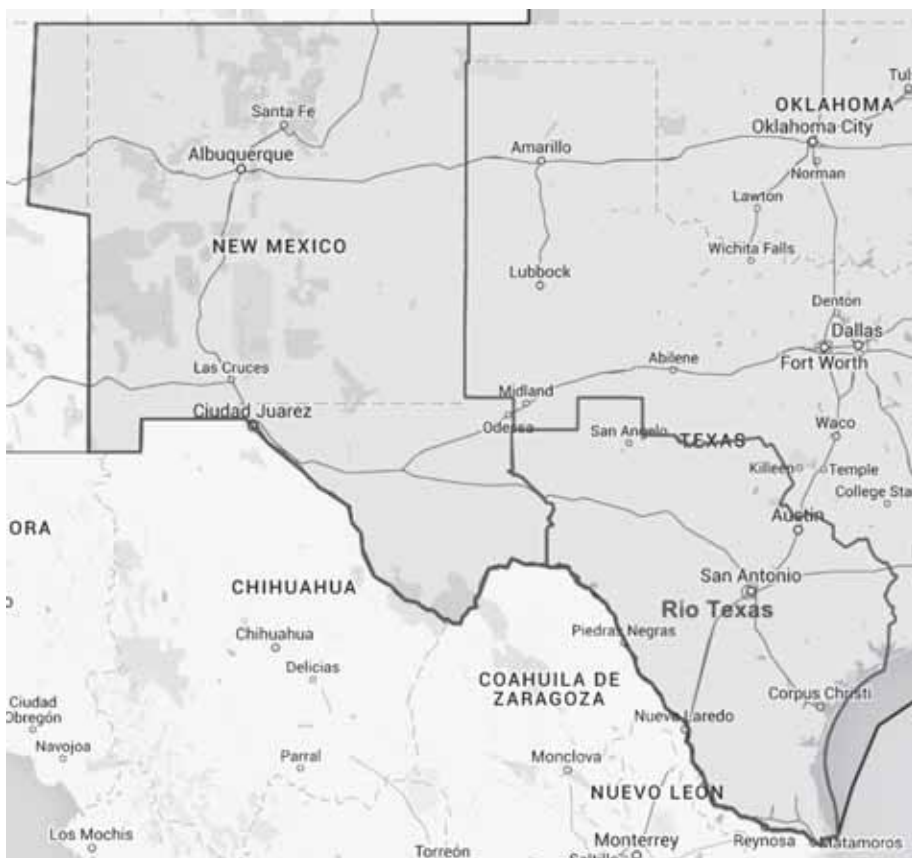 Tul
OKLAHOMA
Oklahoma City
Santa Fe
Albuquerque
Amarillo
Norman
Lawton
NEW MEXICO
Wichita Falls
Lubbock
Denton
Dallas
Fort Worth
Abilene
Las Cruces
Midland
Ciudad Juarez
Odessa
Waco
San Angelo
TEXAS
Killeen
Temple
College Sta
Austin
ORA
San Antonio
CHIHUAHUA
Rio Texas
Chihuahua
Piedras Negras
Delicias
COAHUILA DE
ZARAGOZA
Corpus Christi
Ciudad
Obregón
Nuevo Laredo
Navojoa
Parral
Monclova
NUEVO LEÓN
Los Mochis
Torreón
Monterrey
Reynosa
Matamoros